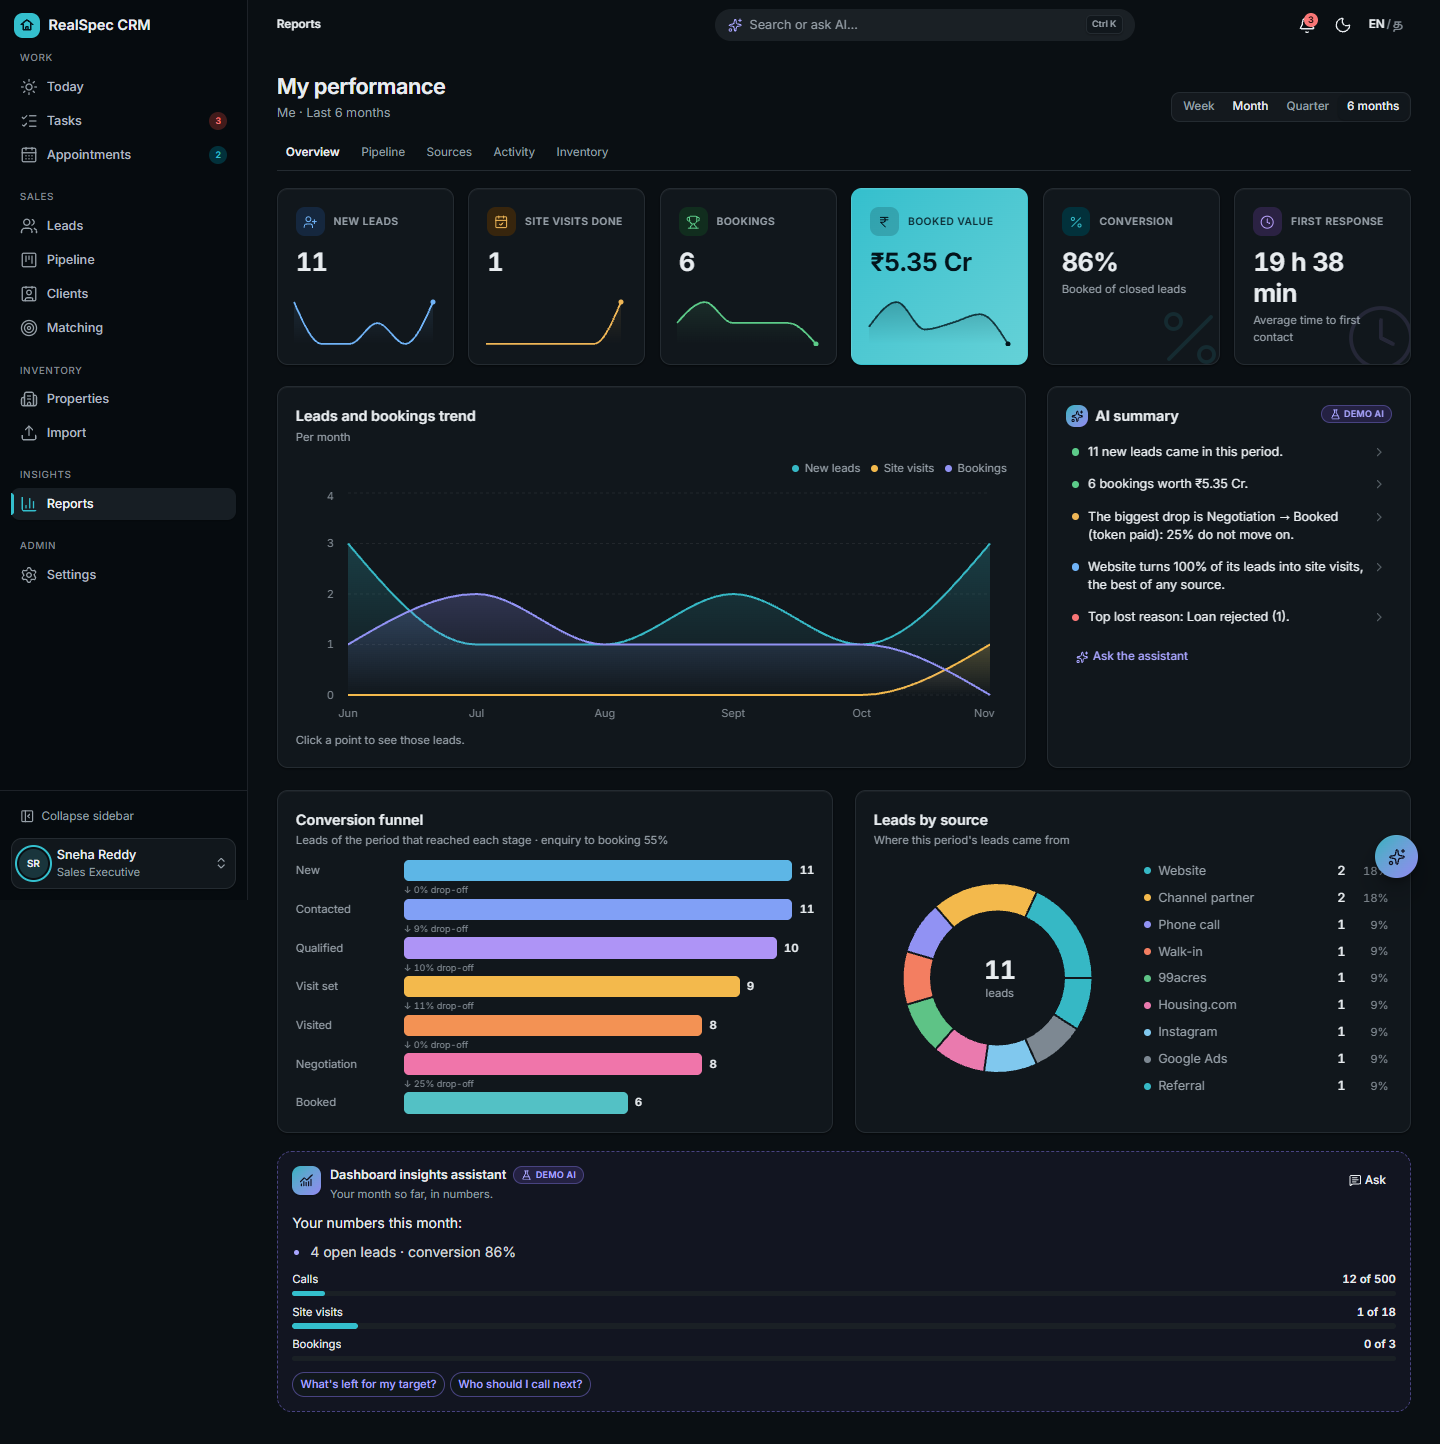 RealSpec CRM
WORK
Today
Tasks 3
Appointments 2
SALES
Leads
Pipeline
Clients
Matching
INVENTORY
Properties
Import
INSIGHTS
Reports
ADMIN
Settings
Collapse sidebar
SR
Sneha Reddy
Sales Executive
Reports
Search or ask AI...
Ctrl K
3
EN / த
My performance
Me · Last 6 months
Week Month Quarter 6 months
Overview Pipeline Sources Activity Inventory
NEW LEADS
11
SITE VISITS DONE
1
BOOKINGS
6
₹ BOOKED VALUE
₹5.35 Cr
% CONVERSION
86%
Booked of closed leads
FIRST RESPONSE
19 h 38
min
Average time to first
contact
Leads and bookings trend
Per month
New leads Site visits Bookings
4
3
2
1
0
Jun Jul Aug Sept Oct Nov
Click a point to see those leads.
AI summary
DEMO AI
11 new leads came in this period.
6 bookings worth ₹5.35 Cr.
The biggest drop is Negotiation → Booked
(token paid): 25% do not move on.
Website turns 100% of its leads into site visits,
the best of any source.
Top lost reason: Loan rejected (1).
Ask the assistant
Conversion funnel
Leads of the period that reached each stage · enquiry to booking 55%
New 11
↓ 0% drop-off
Contacted 11
↓ 9% drop-off
Qualified 10
↓ 10% drop-off
Visit set 9
↓ 11% drop-off
Visited 8
↓ 0% drop-off
Negotiation 8
↓ 25% drop-off
Booked 6
Leads by source
Where this period's leads came from
11
leads
Website 2
Channel partner 2 18%
Phone call 1 9%
Walk-in 1 9%
99acres 1 9%
Housing.com 1 9%
Instagram 1 9%
Google Ads 1 9%
Referral 1 9%
Dashboard insights assistant DEMO AI
Your month so far, in numbers.
Ask
Your numbers this month:
• 4 open leads · conversion 86%
Calls 12 of 500
Site visits 1 of 18
Bookings 0 of 3
What's left for my target? Who should I call next?